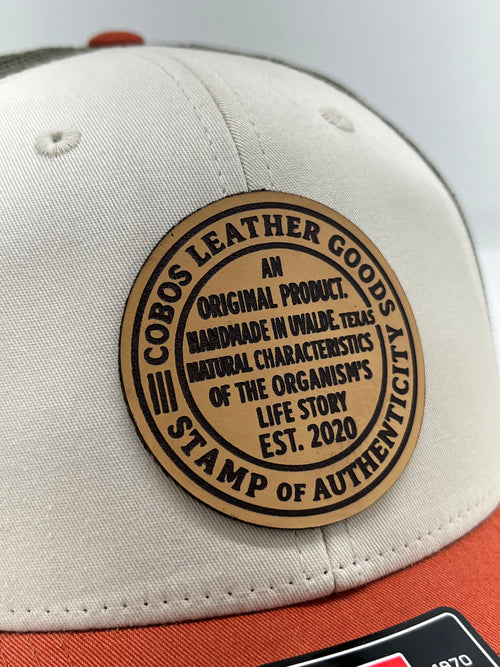 COBOS LEATHER GOODS
AN
ORIGINAL PRODUCT.
HANDMADE IN UVALDE, TEXAS
NATURAL CHARACTERISTICS
OF THE ORGANISM'S
LIFE STORY
EST. 2020
STAMP OF AUTHENTICITY